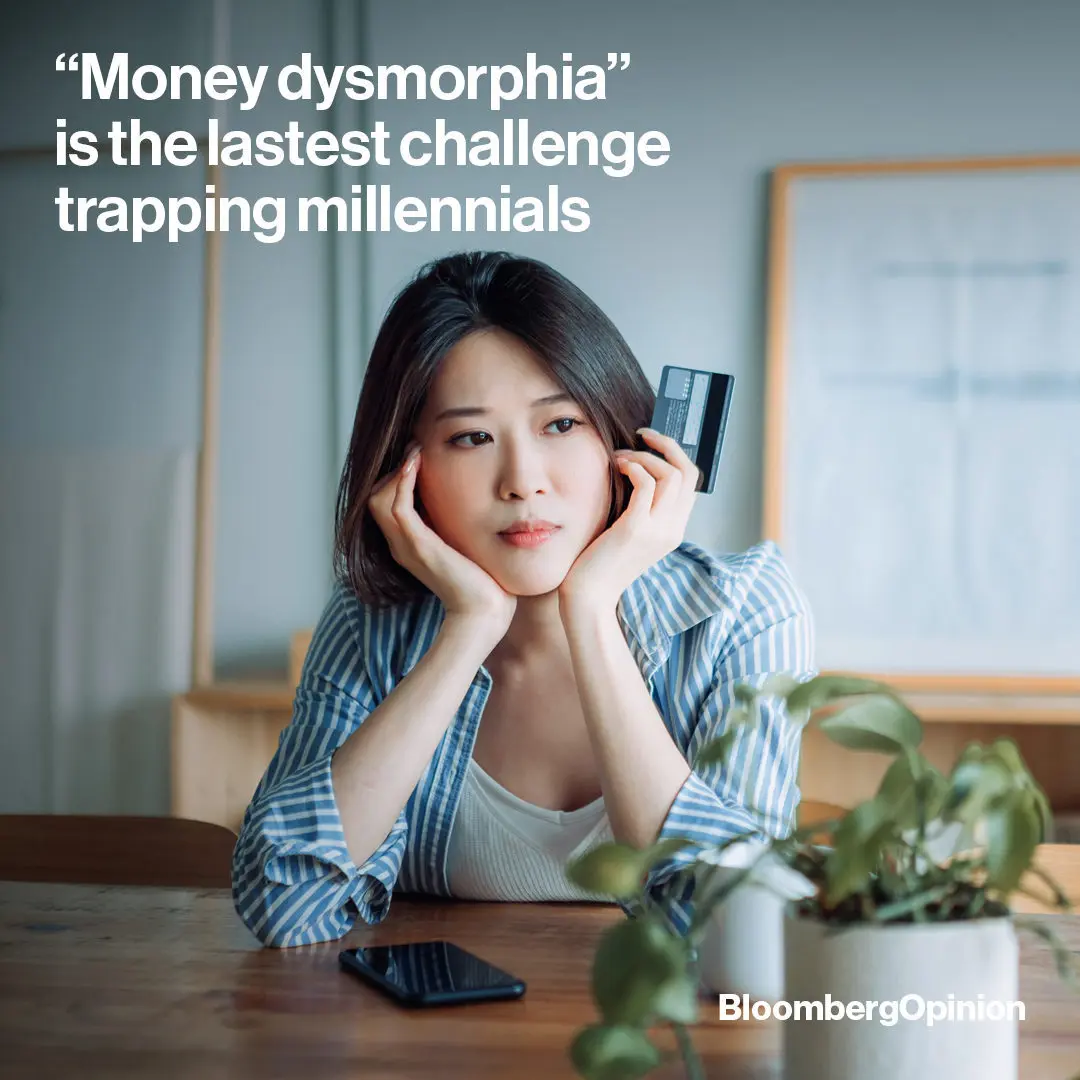 “Money dysmorphia”
is the lastest challenge
trapping millennials
BloombergOpinion